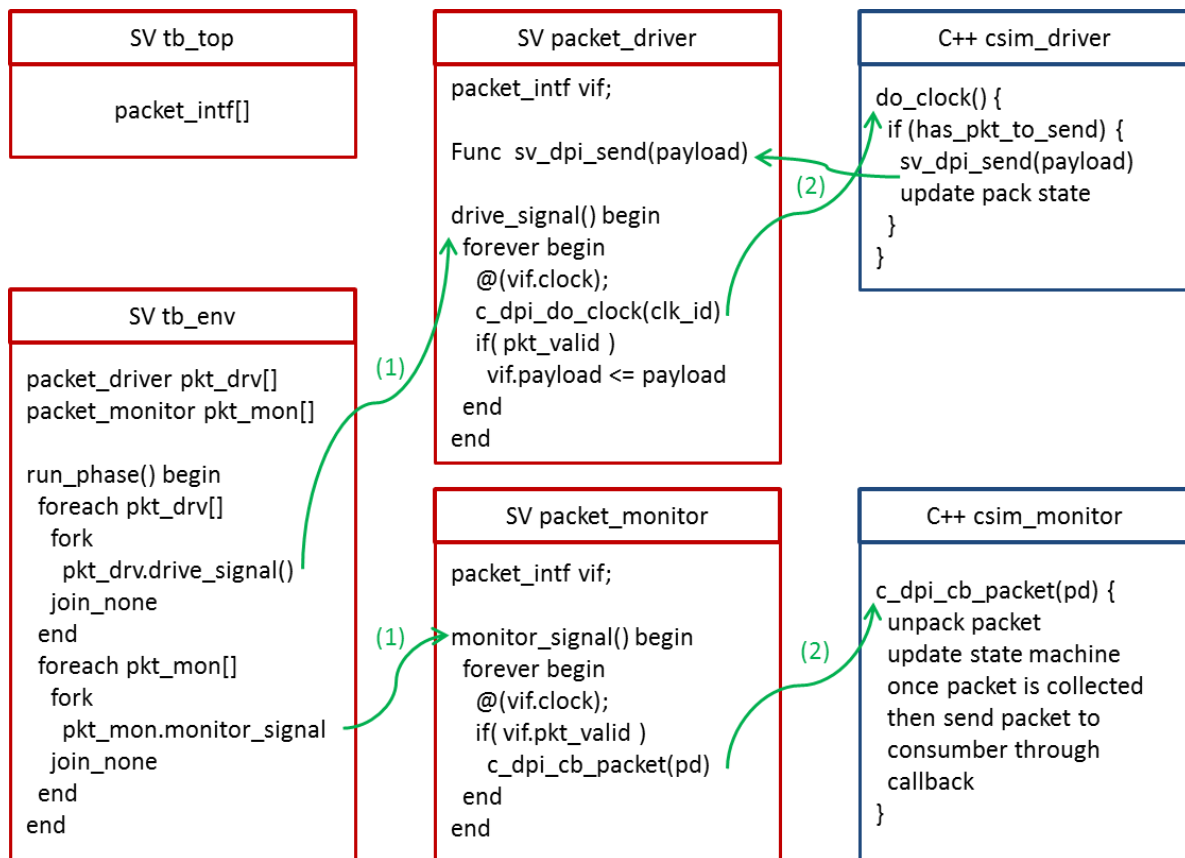 SV tb_top
packet_intf[]
SV packet_driver
packet_intf vif;
Func sv_dpi_send(payload)
drive_signal() begin
forever begin
@(vif.clock);
c_dpi_do_clock(clk_id)
if( pkt_valid )
vif.payload <= payload
end
end
C++ csim_driver
do_clock() {
if (has_pkt_to_send) {
sv_dpi_send(payload)
update pack state
}
}
(2)
SV tb_env
packet_driver pkt_drv[]
packet_monitor pkt_mon[]
run_phase() begin
foreach pkt_drv[]
fork
pkt_drv.drive_signal()
join_none
end
foreach pkt_mon[]
fork
pkt_mon.monitor_signal
join_none
end
end
(1)
(1)
SV packet_monitor
packet_intf vif;
monitor_signal() begin
forever begin
@(vif.clock);
if( vif.pkt_valid )
c_dpi_cb_packet(pd)
end
end
(2)
C++ csim_monitor
c_dpi_cb_packet(pd) {
unpack packet
update state machine
once packet is collected
then send packet to
consumber through
callback
}